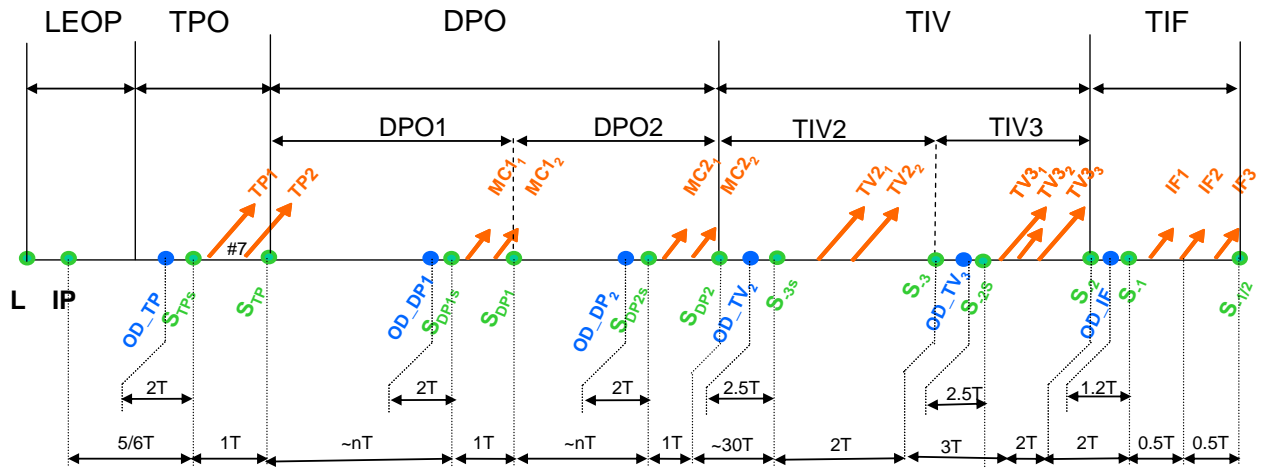 LEOP TPO DPO TIV TIF
DPO1 DPO2 TIV2 TIV3
TP1 TP2 MC1₁ MC1₂ MC2₁ MC2₂ TV2₁ TV2₂ TV3₁ TV3₂ TV3₃ IF1 IF2 IF3
#7
L IP OD_TP S_TPs S_TP OD_DP1 S_DP1s S_DP1 OD_DP₂ S_DP2s S_DP2 OD_TV₂ S_-3s S_-3 OD_TV₃ S_-2S S_-2 OD_IF S_-1 S_-1/2
2T 2T 2T 2.5T 2.5T 1.2T
5/6T 1T ~nT 1T ~nT 1T ~30T 2T 3T 2T 2T 0.5T 0.5T